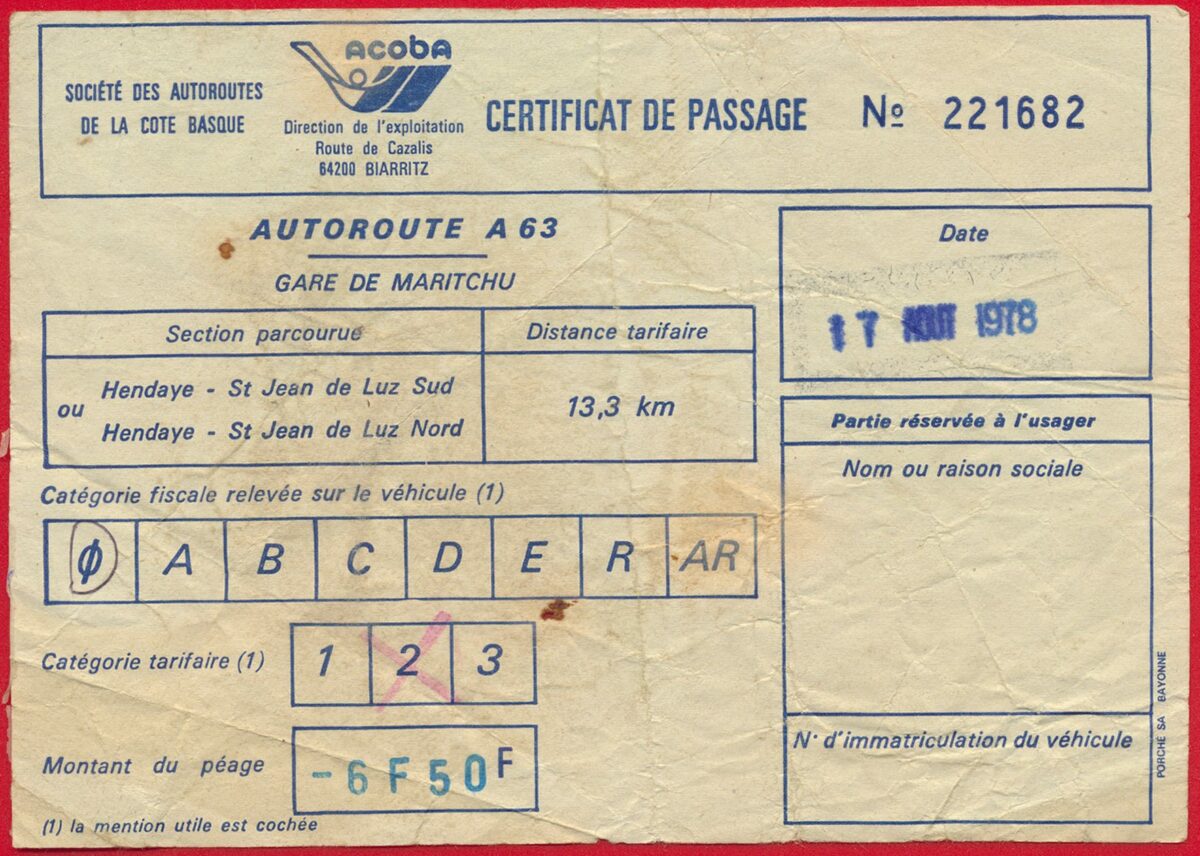 SOCIÉTÉ DES AUTOROUTES
DE LA COTE BASQUE
ACOBA
Direction de l'exploitation
Route de Cazalis
64200 BIARRITZ
CERTIFICAT DE PASSAGE Nº 221682
AUTOROUTE A 63
GARE DE MARITCHU
Section parcourue
Distance tarifaire
Hendaye - St Jean de Luz Sud
ou
Hendaye - St Jean de Luz Nord
13,3 km
Date
17 AOUT 1978
Catégorie fiscale relevée sur le véhicule (1)
Ø A B C D E R AR
Catégorie tarifaire (1)
1 2 3
Montant du péage
-6 F 50 F
(1) la mention utile est cochée
Partie réservée à l'usager
Nom ou raison sociale
N° d'immatriculation du véhicule
PORCHE SA BAYONNE